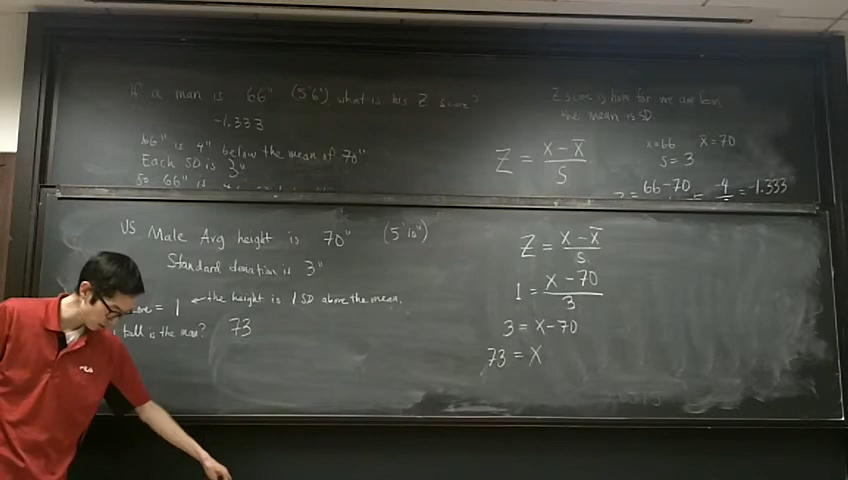 If a man is 66" (5'6") what is his Z score?
-1.333
66" is 4" below the mean of 70"
Each SD is 3"
so 66" is
Z score is how far we are from
the mean in SD
Z = (x - x̄)/S
x=66 x̄=70
S=3
66-70 -4 = -1.333
US Male Avg height is 70" (5'10")
Standard deviation is 3"
= 1 ← the height is 1 SD above the mean.
tall is the man? 73
Z = (x - x̄)/s
1 = (x - 70)/3
3 = x-70
73 = x
FILA